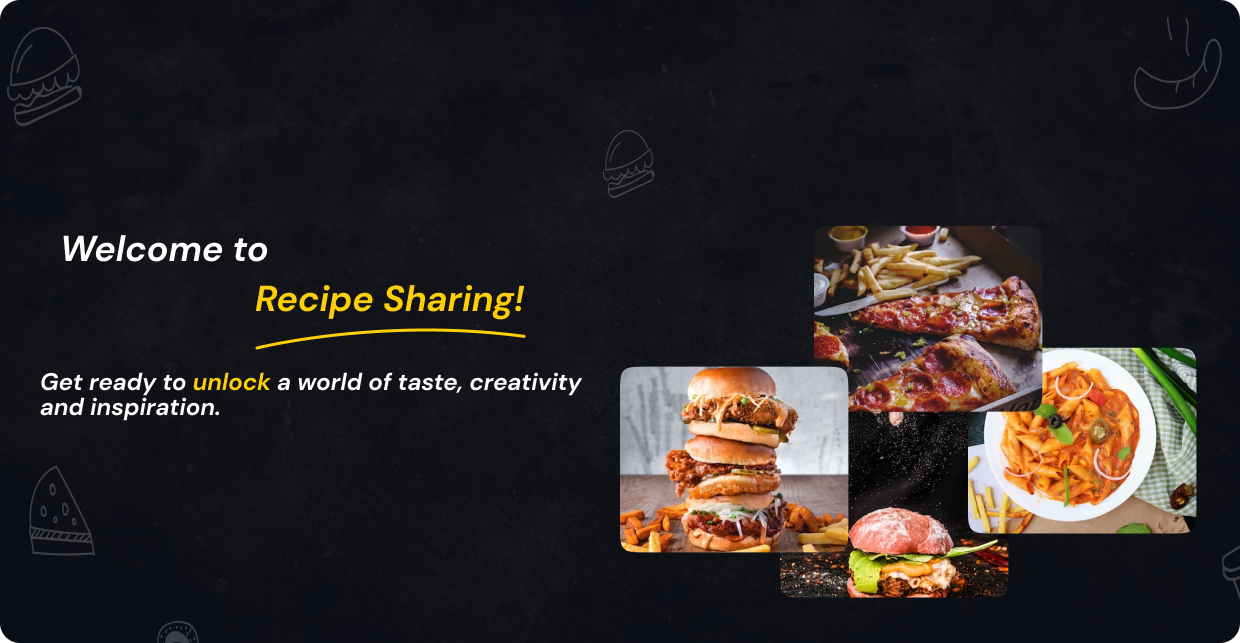 Welcome to
Recipe Sharing!
Get ready to unlock a world of taste, creativity
and inspiration.